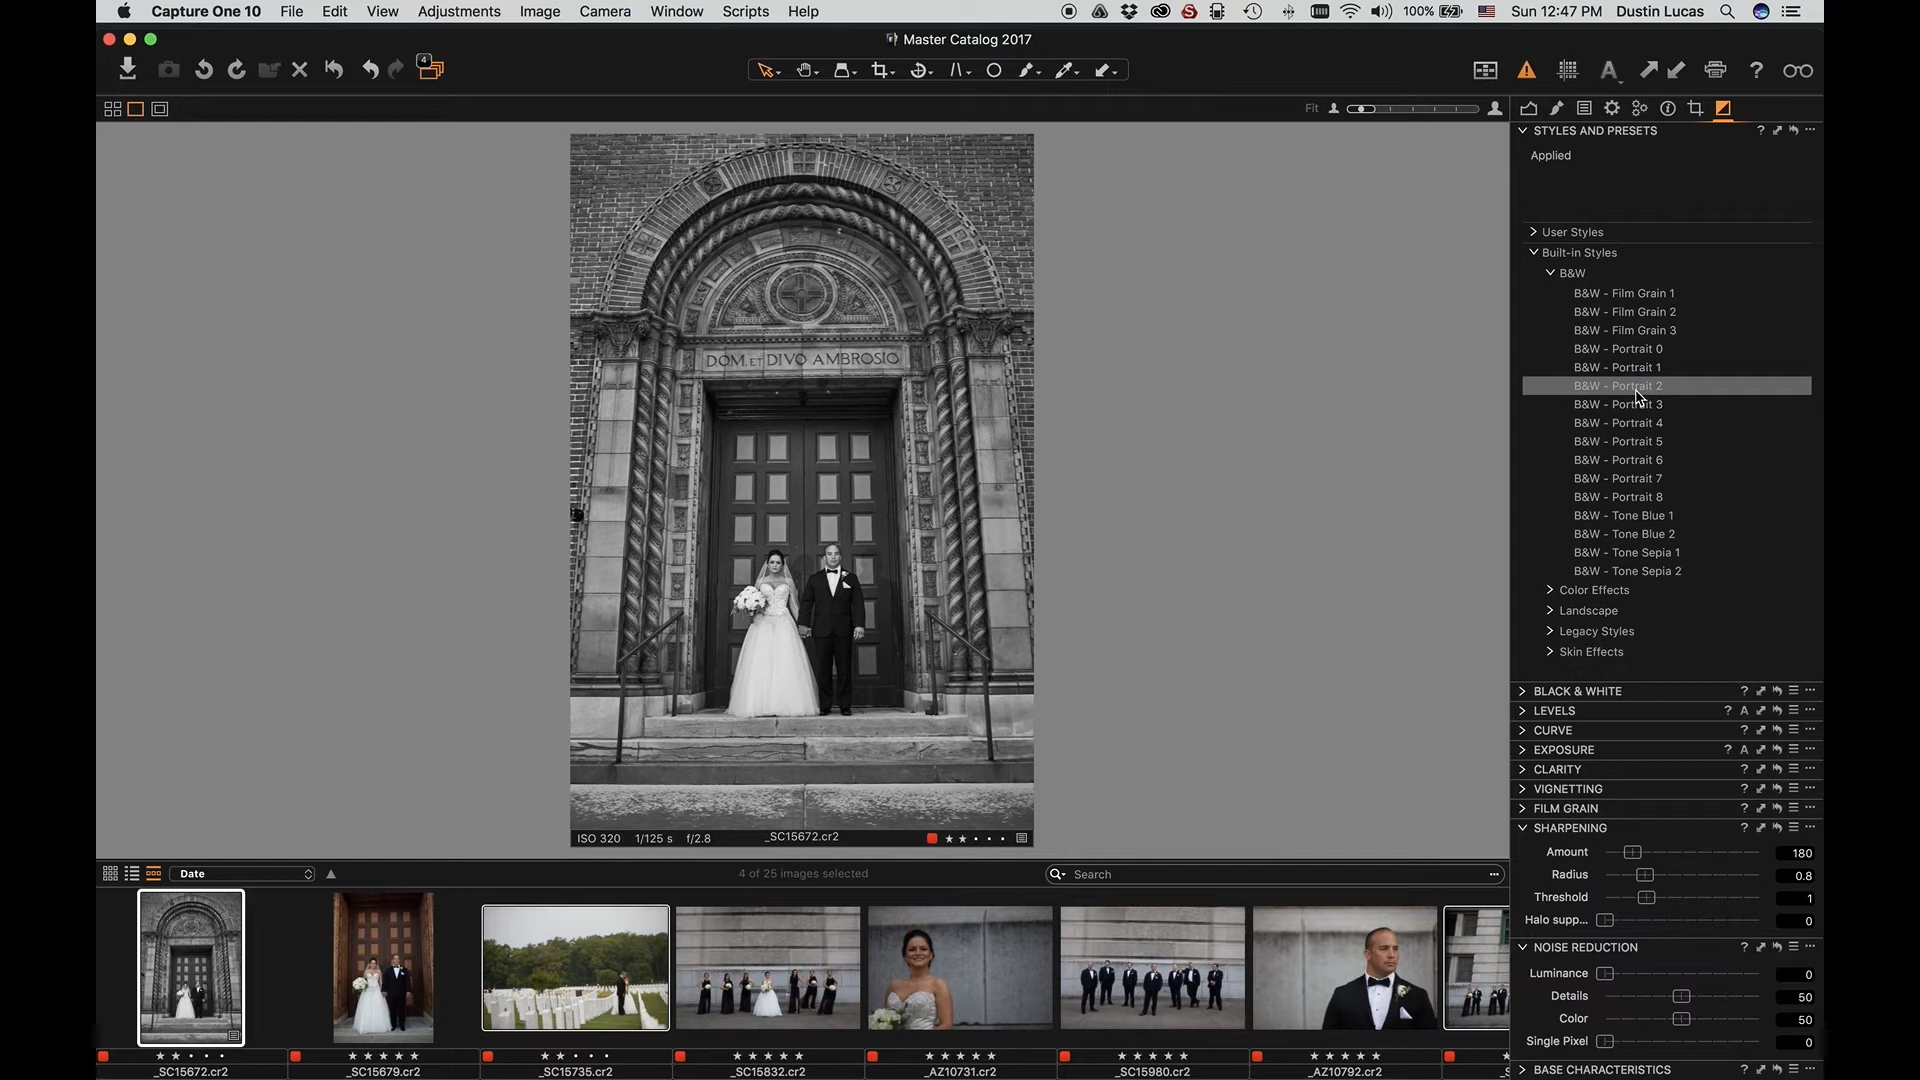 Capture One 10 File Edit View Adjustments Image Camera Window Scripts Help 100% Sun 12:47 PM Dustin Lucas
Master Catalog 2017
4
A
?
Fit
STYLES AND PRESETS ?
Applied
User Styles
Built-in Styles
B&W
B&W - Film Grain 1
B&W - Film Grain 2
B&W - Film Grain 3
B&W - Portrait 0
B&W - Portrait 1
B&W - Portrait 2
B&W - Portrait 3
B&W - Portrait 4
B&W - Portrait 5
B&W - Portrait 6
B&W - Portrait 7
B&W - Portrait 8
B&W - Tone Blue 1
B&W - Tone Blue 2
B&W - Tone Sepia 1
B&W - Tone Sepia 2
Color Effects
Landscape
Legacy Styles
Skin Effects
DOM. ET DIVO AMBROSIO
ISO 320 1/125 s f/2.8 _SC15672.cr2
BLACK & WHITE ?
LEVELS ? A
CURVE ?
EXPOSURE ? A
CLARITY ?
VIGNETTING ?
FILM GRAIN ?
SHARPENING ?
Amount 180
Radius 0.8
Threshold 1
Halo supp... 0
NOISE REDUCTION ?
Luminance 0
Details 50
Color 50
Single Pixel 0
BASE CHARACTERISTICS ?
Date
4 of 25 images selected
Search
_SC15672.cr2
_SC15679.cr2
_SC15735.cr2
_SC15832.cr2
_AZ10731.cr2
_SC15980.cr2
_AZ10792.cr2